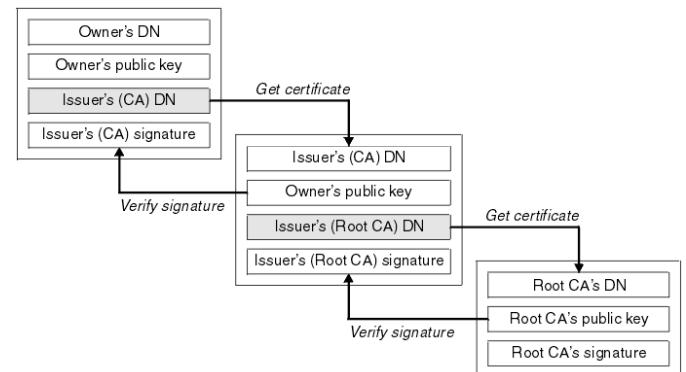 Owner's DN
Owner's public key
Issuer's (CA) DN
Issuer's (CA) signature
Get certificate
Verify signature
Issuer's (CA) DN
Owner's public key
Issuer's (Root CA) DN
Issuer's (Root CA) signature
Get certificate
Verify signature
Root CA's DN
Root CA's public key
Root CA's signature